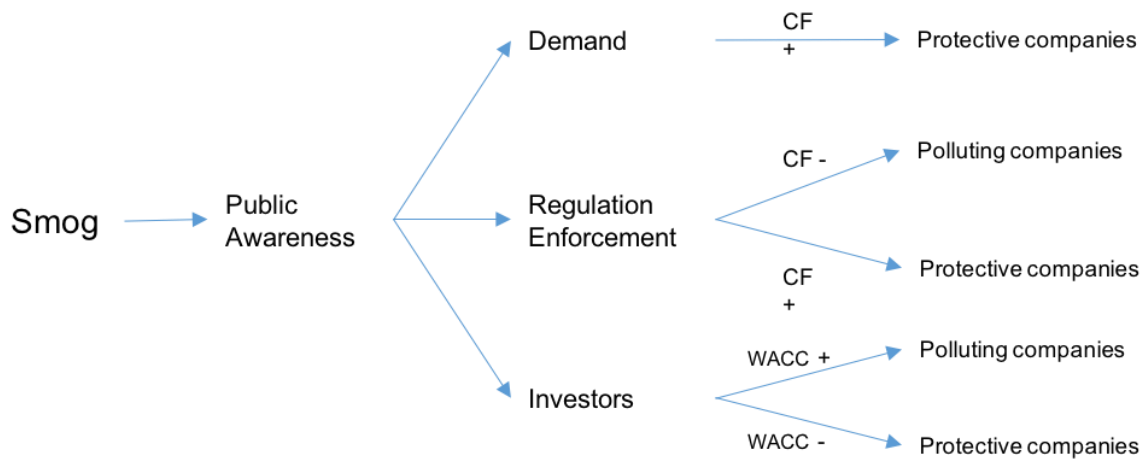 Smog
Public
Awareness
Demand
CF
+
Protective companies
Regulation
Enforcement
CF -
Polluting companies
CF
+
Protective companies
Investors
WACC +
Polluting companies
WACC -
Protective companies